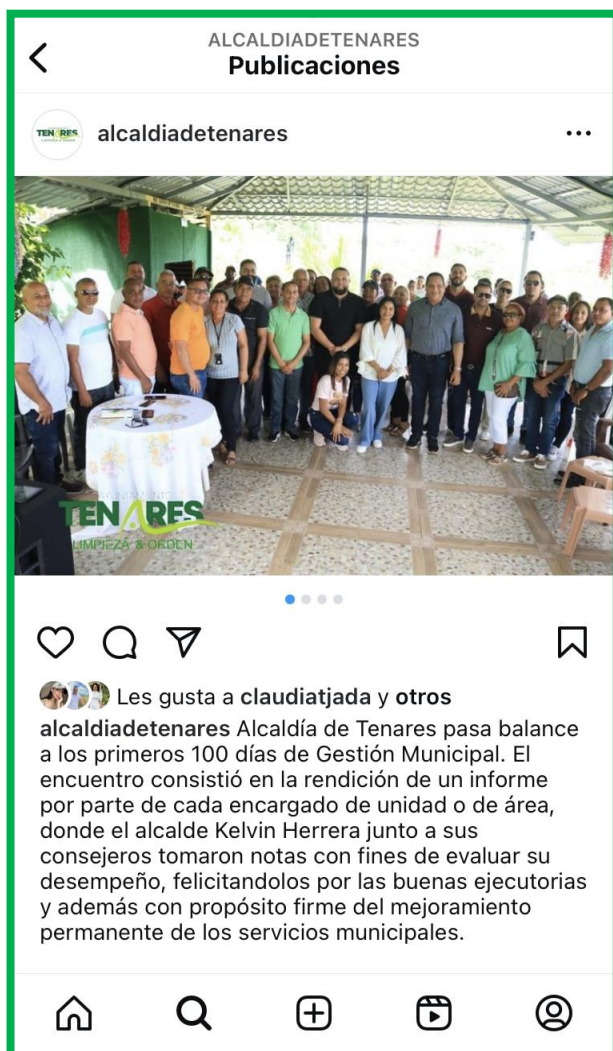 ALCALDIADETENARES
Publicaciones
TENARES
alcaldiadetenares
AYUNTAMIENTO
TENARES
LIMPIEZA & ORDEN
Les gusta a claudiatjada y otros
alcaldiadetenares Alcaldía de Tenares pasa balance
a los primeros 100 días de Gestión Municipal. El
encuentro consistió en la rendición de un informe
por parte de cada encargado de unidad o de área,
donde el alcalde Kelvin Herrera junto a sus
consejeros tomaron notas con fines de evaluar su
desempeño, felicitandolos por las buenas ejecutorias
y además con propósito firme del mejoramiento
permanente de los servicios municipales.